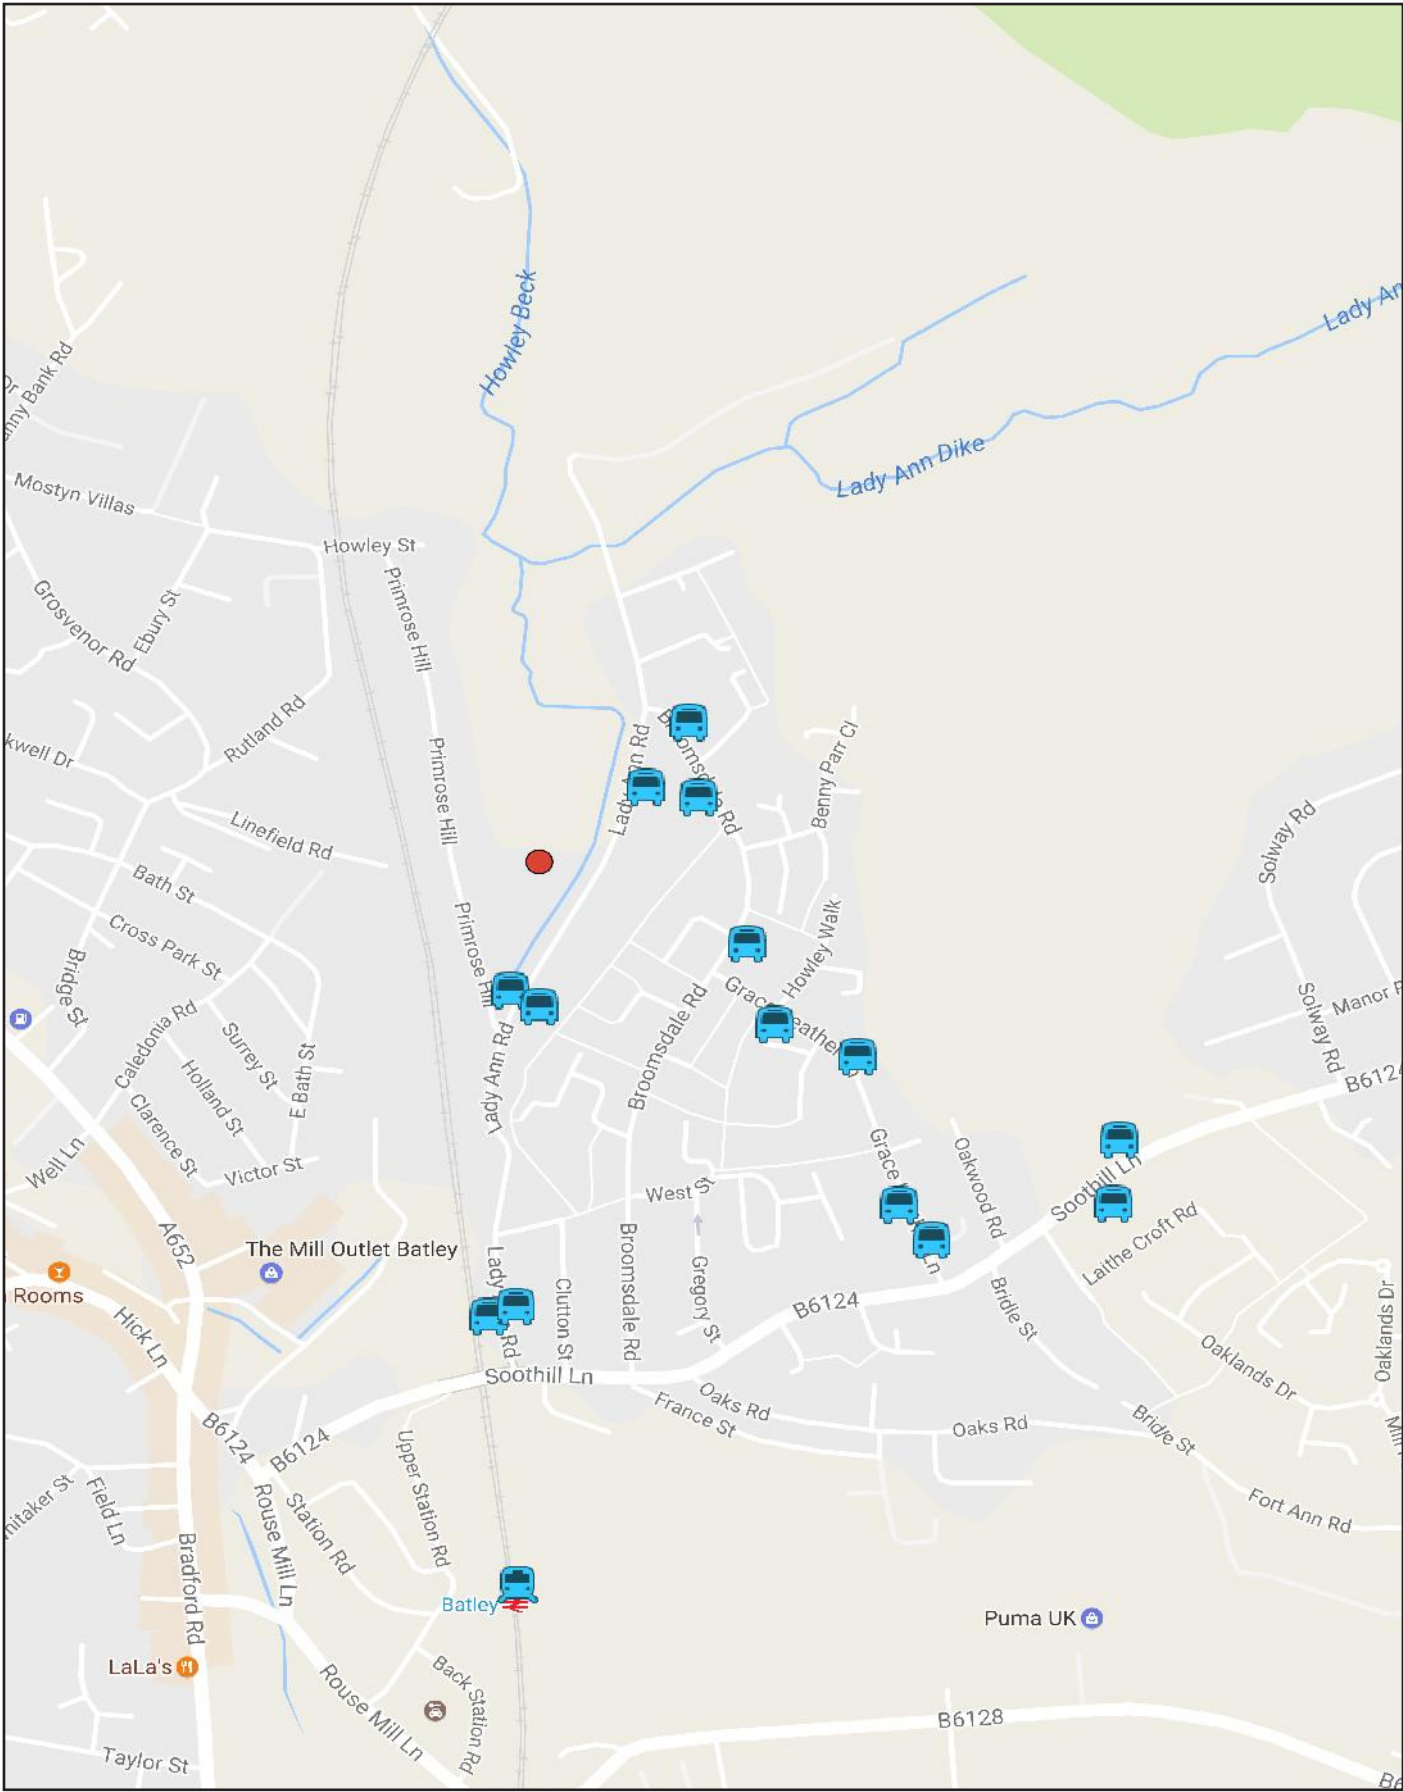 Howley Beck
Lady An
Dr
nny Bank Rd
Lady Ann Dike
Mostyn Villas
Howley St
Primrose Hill
Grosvenor Rd
Ebury St
Rutland Rd
kwell Dr
Primrose Hill
Lady Ann Rd
Benny Parr Cl
Linefield Rd
Solway Rd
Bath St
Cross Park St
Primrose Hill
Howley Walk
Bridge St
Broomsdale Rd
Solway Rd
Manor
Caledonia Rd
Surrey St
Holland St
E Bath St
Lady Ann Rd
B6124
Clarence St
Well Ln
Victor St
West St
Oakwood Rd
Soothill Ln
Laithe Croft Rd
A652
The Mill Outlet Batley
Rooms
Hick Ln
Clutton St
Broomsdale Rd
Gregory St
B6124
Bridle St
Oaklands Dr
Oaklands Dr
Soothill Ln
Oaks Rd
France St
Oaks Rd
Bridle St
B6124
B6124
Upper Station Rd
hitaker St
Field Ln
Rouse Mill Ln
Station Rd
Fort Ann Rd
Bradford Rd
Batley
Puma UK
LaLa's
Back Station Rd
Rouse Mill Ln
B6128
Taylor St